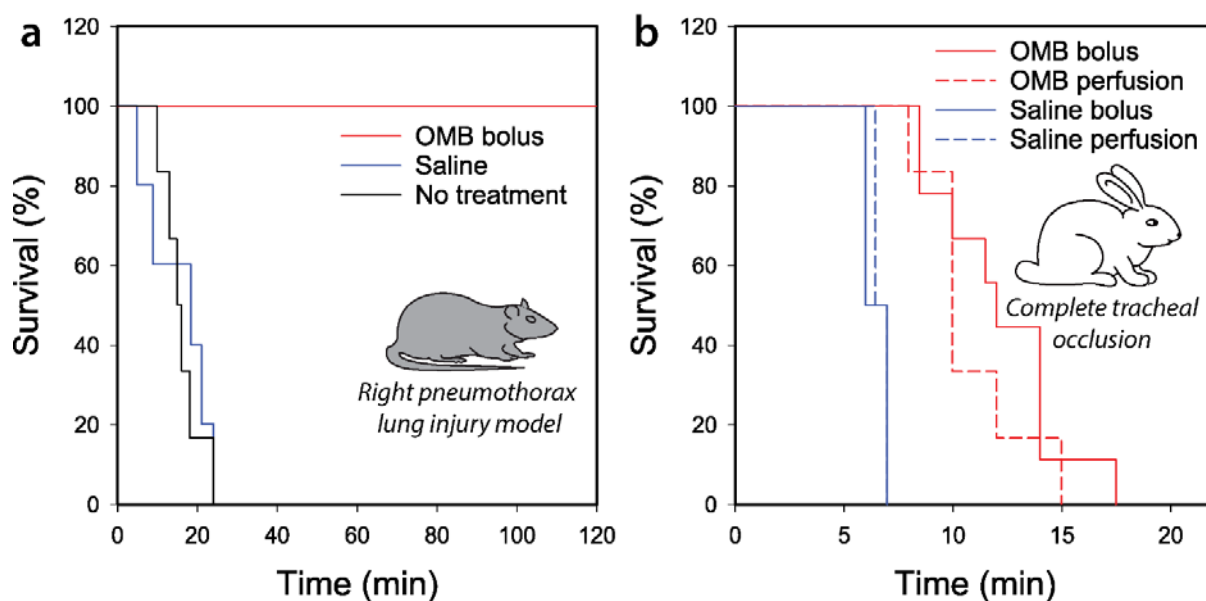 a
120
100
80
60
40
20
0
Survival (%)
OMB bolus
Saline
No treatment
Right pneumothorax
lung injury model
0 20 40 60 80 100 120
Time (min)
b
120
100
80
60
40
20
0
Survival (%)
OMB bolus
OMB perfusion
Saline bolus
Saline perfusion
Complete tracheal
occlusion
0 5 10 15 20
Time (min)